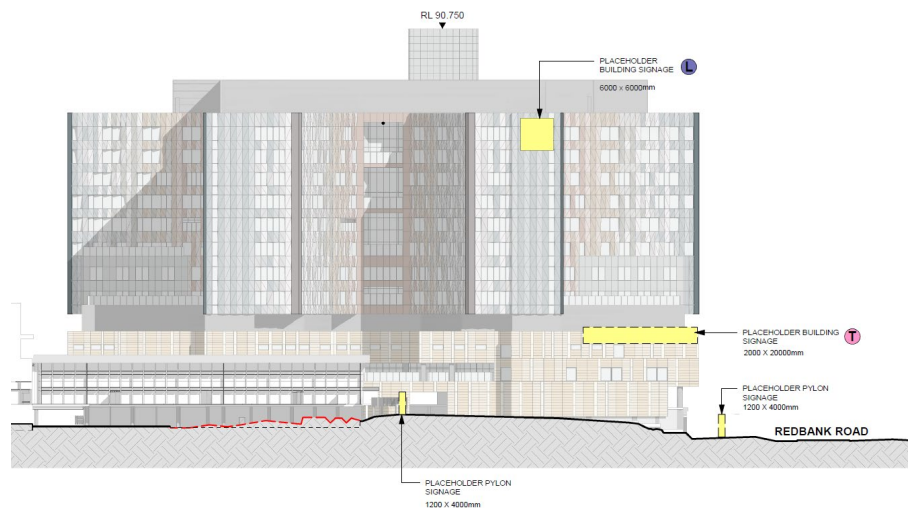 RL 90.750
PLACEHOLDER
BUILDING SIGNAGE
L
6000 x 6000mm
PLACEHOLDER BUILDING
SIGNAGE
T
2000 X 20000mm
PLACEHOLDER PYLON
SIGNAGE
1200 X 4000mm
REDBANK ROAD
PLACEHOLDER PYLON
SIGNAGE
1200 X 4000mm